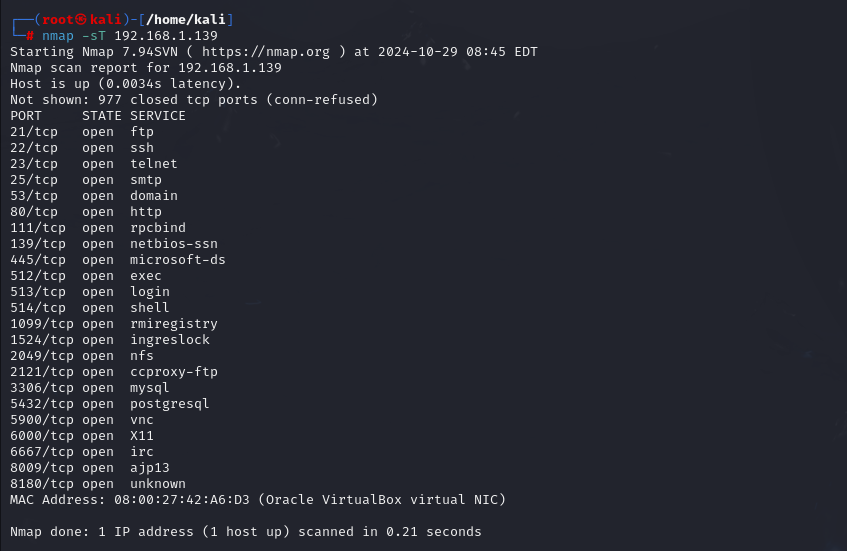 ┌──(root㉿kali)-[/home/kali]
└─# nmap -sT 192.168.1.139
Starting Nmap 7.94SVN ( https://nmap.org ) at 2024-10-29 08:45 EDT
Nmap scan report for 192.168.1.139
Host is up (0.0034s latency).
Not shown: 977 closed tcp ports (conn-refused)
PORT     STATE SERVICE
21/tcp   open  ftp
22/tcp   open  ssh
23/tcp   open  telnet
25/tcp   open  smtp
53/tcp   open  domain
80/tcp   open  http
111/tcp  open  rpcbind
139/tcp  open  netbios-ssn
445/tcp  open  microsoft-ds
512/tcp  open  exec
513/tcp  open  login
514/tcp  open  shell
1099/tcp open  rmiregistry
1524/tcp open  ingreslock
2049/tcp open  nfs
2121/tcp open  ccproxy-ftp
3306/tcp open  mysql
5432/tcp open  postgresql
5900/tcp open  vnc
6000/tcp open  X11
6667/tcp open  irc
8009/tcp open  ajp13
8180/tcp open  unknown
MAC Address: 08:00:27:42:A6:D3 (Oracle VirtualBox virtual NIC)
Nmap done: 1 IP address (1 host up) scanned in 0.21 seconds